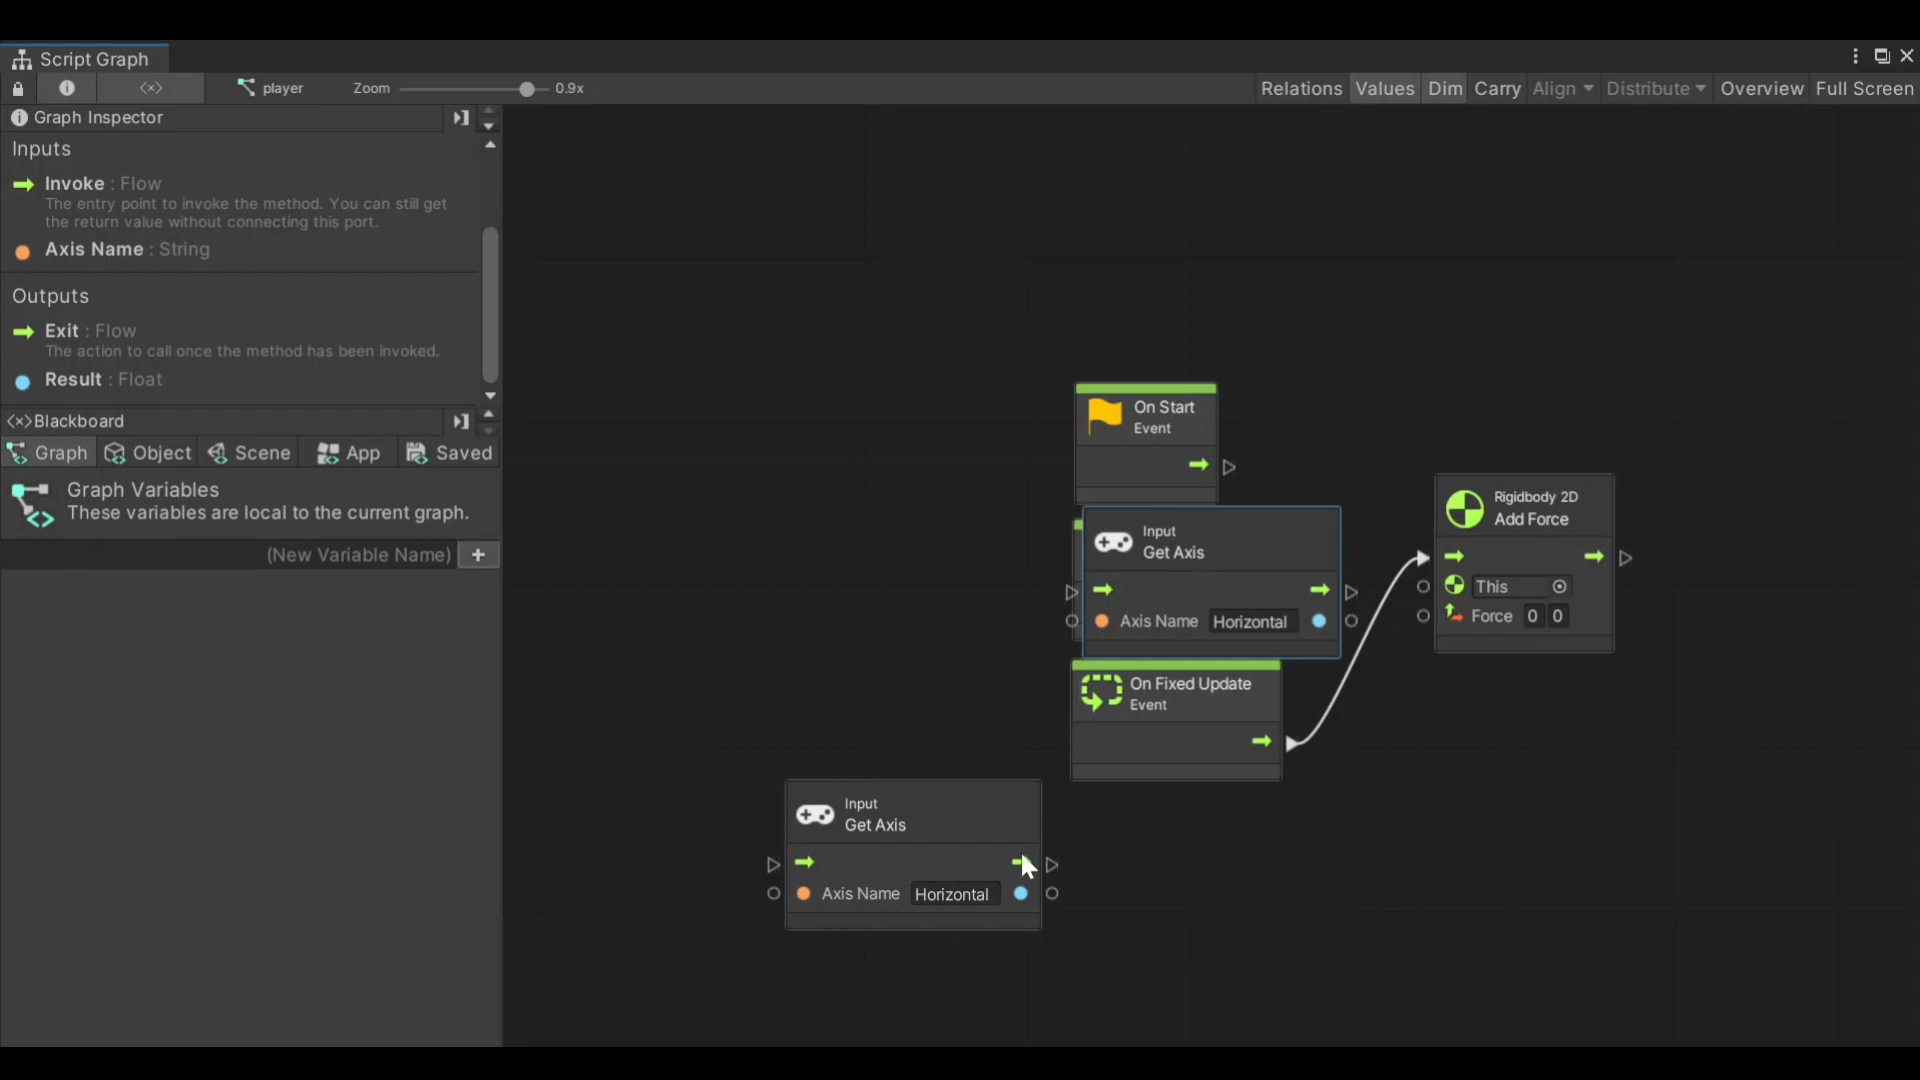 Script Graph
player
Zoom 0.9x
Relations Values Dim Carry Align Distribute Overview Full Screen
Graph Inspector
Inputs
Invoke : Flow
The entry point to invoke the method. You can still get
the return value without connecting this port.
Axis Name : String
Outputs
Exit : Flow
The action to call once the method has been invoked.
Result : Float
Blackboard
Graph Object Scene App Saved
Graph Variables
These variables are local to the current graph.
(New Variable Name) +
On Start
Event
Input
Get Axis
Axis Name Horizontal
Rigidbody 2D
Add Force
This
Force 0 0
On Fixed Update
Event
Input
Get Axis
Axis Name Horizontal